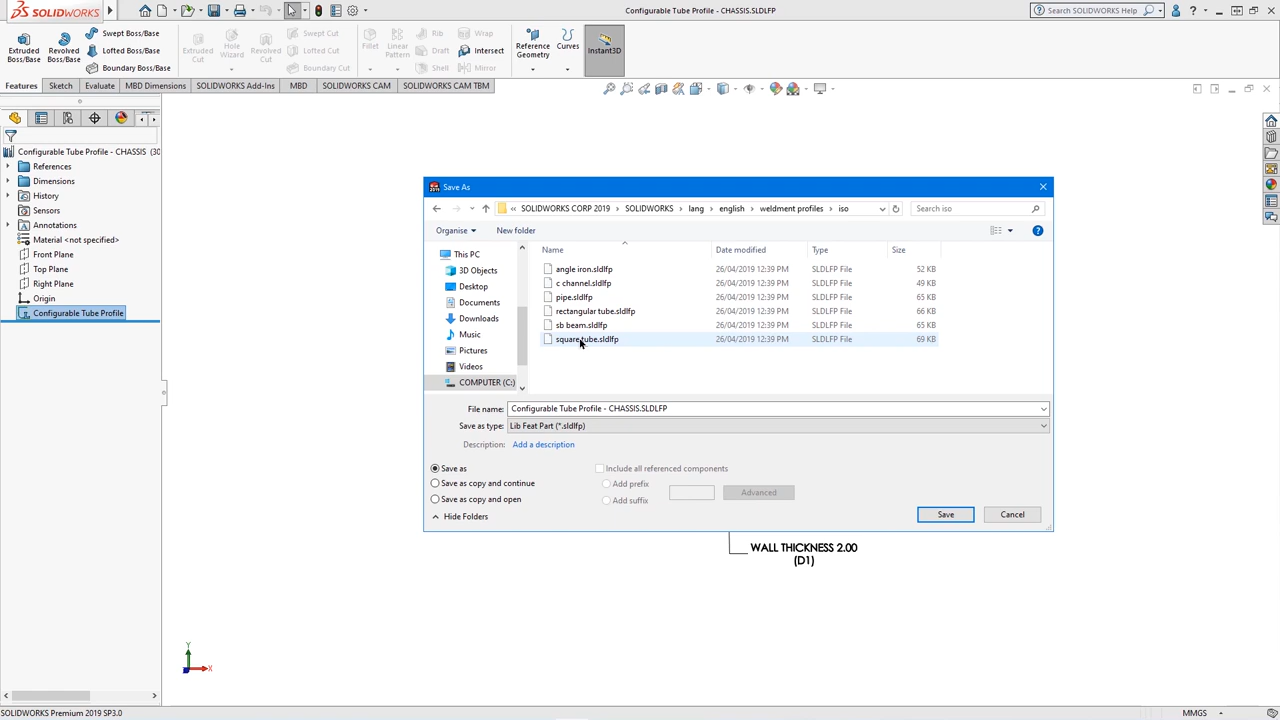 SOLIDWORKS
Configurable Tube Profile - CHASSIS.SLDLFP
Search SOLIDWORKS Help
Extruded Boss/Base
Revolved Boss/Base
Swept Boss/Base
Lofted Boss/Base
Boundary Boss/Base
Extruded Cut
Hole Wizard
Revolved Cut
Swept Cut
Lofted Cut
Boundary Cut
Fillet
Linear Pattern
Rib
Draft
Shell
Wrap
Intersect
Mirror
Reference Geometry
Curves
Instant3D
Features
Sketch
Evaluate
MBD Dimensions
SOLIDWORKS Add-Ins
MBD
SOLIDWORKS CAM
SOLIDWORKS CAM TBM
Configurable Tube Profile - CHASSIS (30
References
Dimensions
History
Sensors
Annotations
Material <not specified>
Front Plane
Top Plane
Right Plane
Origin
Configurable Tube Profile
Save As
« SOLIDWORKS CORP 2019 > SOLIDWORKS > lang > english > weldment profiles > iso
Search iso
Organise
New folder
This PC
3D Objects
Desktop
Documents
Downloads
Music
Pictures
Videos
COMPUTER (C:)
Name Date modified Type Size
angle iron.sldlfp 26/04/2019 12:39 PM SLDLFP File 52 KB
c channel.sldlfp 26/04/2019 12:39 PM SLDLFP File 49 KB
pipe.sldlfp 26/04/2019 12:39 PM SLDLFP File 65 KB
rectangular tube.sldlfp 26/04/2019 12:39 PM SLDLFP File 66 KB
sb beam.sldlfp 26/04/2019 12:39 PM SLDLFP File 65 KB
square tube.sldlfp 26/04/2019 12:39 PM SLDLFP File 69 KB
File name: Configurable Tube Profile - CHASSIS.SLDLFP
Save as type: Lib Feat Part (*.sldlfp)
Description: Add a description
Save as
Save as copy and continue
Save as copy and open
Include all referenced components
Add prefix
Add suffix
Advanced
Hide Folders
Save
Cancel
WALL THICKNESS 2.00
(D1)
Y
X
SOLIDWORKS Premium 2019 SP3.0
MMGS